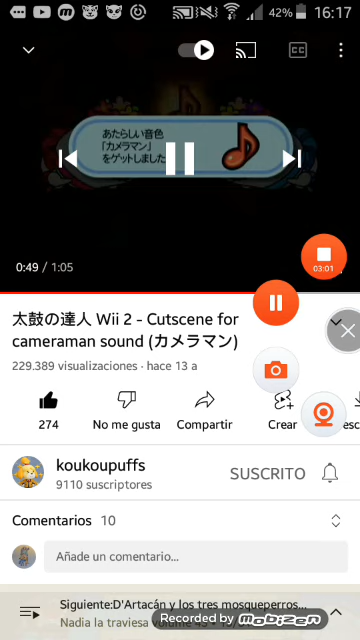 42% 16:17
あたらしい音色
「カメラマン」
をゲットしました
0:49 / 1:05
03:01
太鼓の達人 Wii 2 - Cutscene for
cameraman sound (カメラマン)
229.389 visualizaciones · hace 13 a
274 No me gusta Compartir Crear
koukoupuffs
9110 suscriptores
SUSCRITO
Comentarios 10
Añade un comentario...
Siguiente:D'Artacán y los tres mosqueperros...
Nadia la traviesa volumen
Recorded by Mobizen